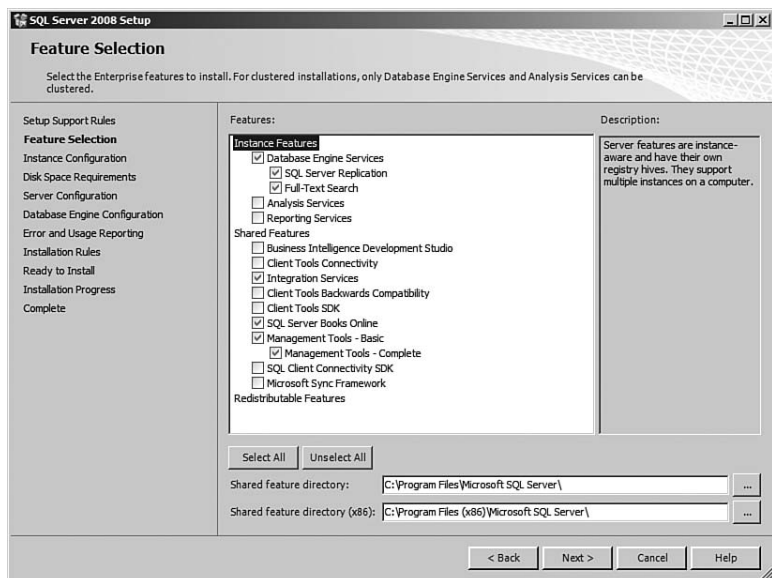 SQL Server 2008 Setup
Feature Selection
Select the Enterprise features to install. For clustered installations, only Database Engine Services and Analysis Services can be
clustered.
Setup Support Rules
Feature Selection
Instance Configuration
Disk Space Requirements
Server Configuration
Database Engine Configuration
Error and Usage Reporting
Installation Rules
Ready to Install
Installation Progress
Complete
Features:
Instance Features
Database Engine Services
SQL Server Replication
Full-Text Search
Analysis Services
Reporting Services
Shared Features
Business Intelligence Development Studio
Client Tools Connectivity
Integration Services
Client Tools Backwards Compatibility
Client Tools SDK
SQL Server Books Online
Management Tools - Basic
Management Tools - Complete
SQL Client Connectivity SDK
Microsoft Sync Framework
Redistributable Features
Description:
Server features are instance-
aware and have their own
registry hives. They support
multiple instances on a computer.
Select All
Unselect All
Shared feature directory:
C:\Program Files\Microsoft SQL Server\
...
Shared feature directory (x86):
C:\Program Files (x86)\Microsoft SQL Server\
...
< Back
Next >
Cancel
Help